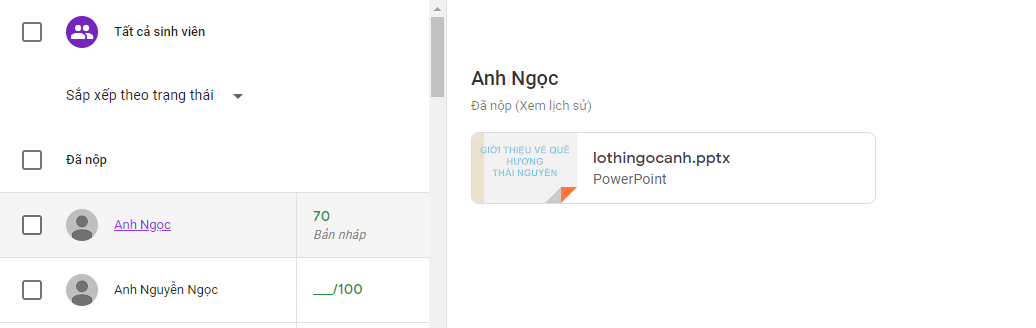 Tất cả sinh viên
Sắp xếp theo trạng thái
Đã nộp
Anh Ngọc
70
Bản nháp
Anh Nguyễn Ngọc
___/100
Anh Ngọc
Đã nộp (Xem lịch sử)
GIỚI THIỆU VỀ QUÊ
HƯƠNG
THÁI NGUYÊN
lothingocanh.pptx
PowerPoint